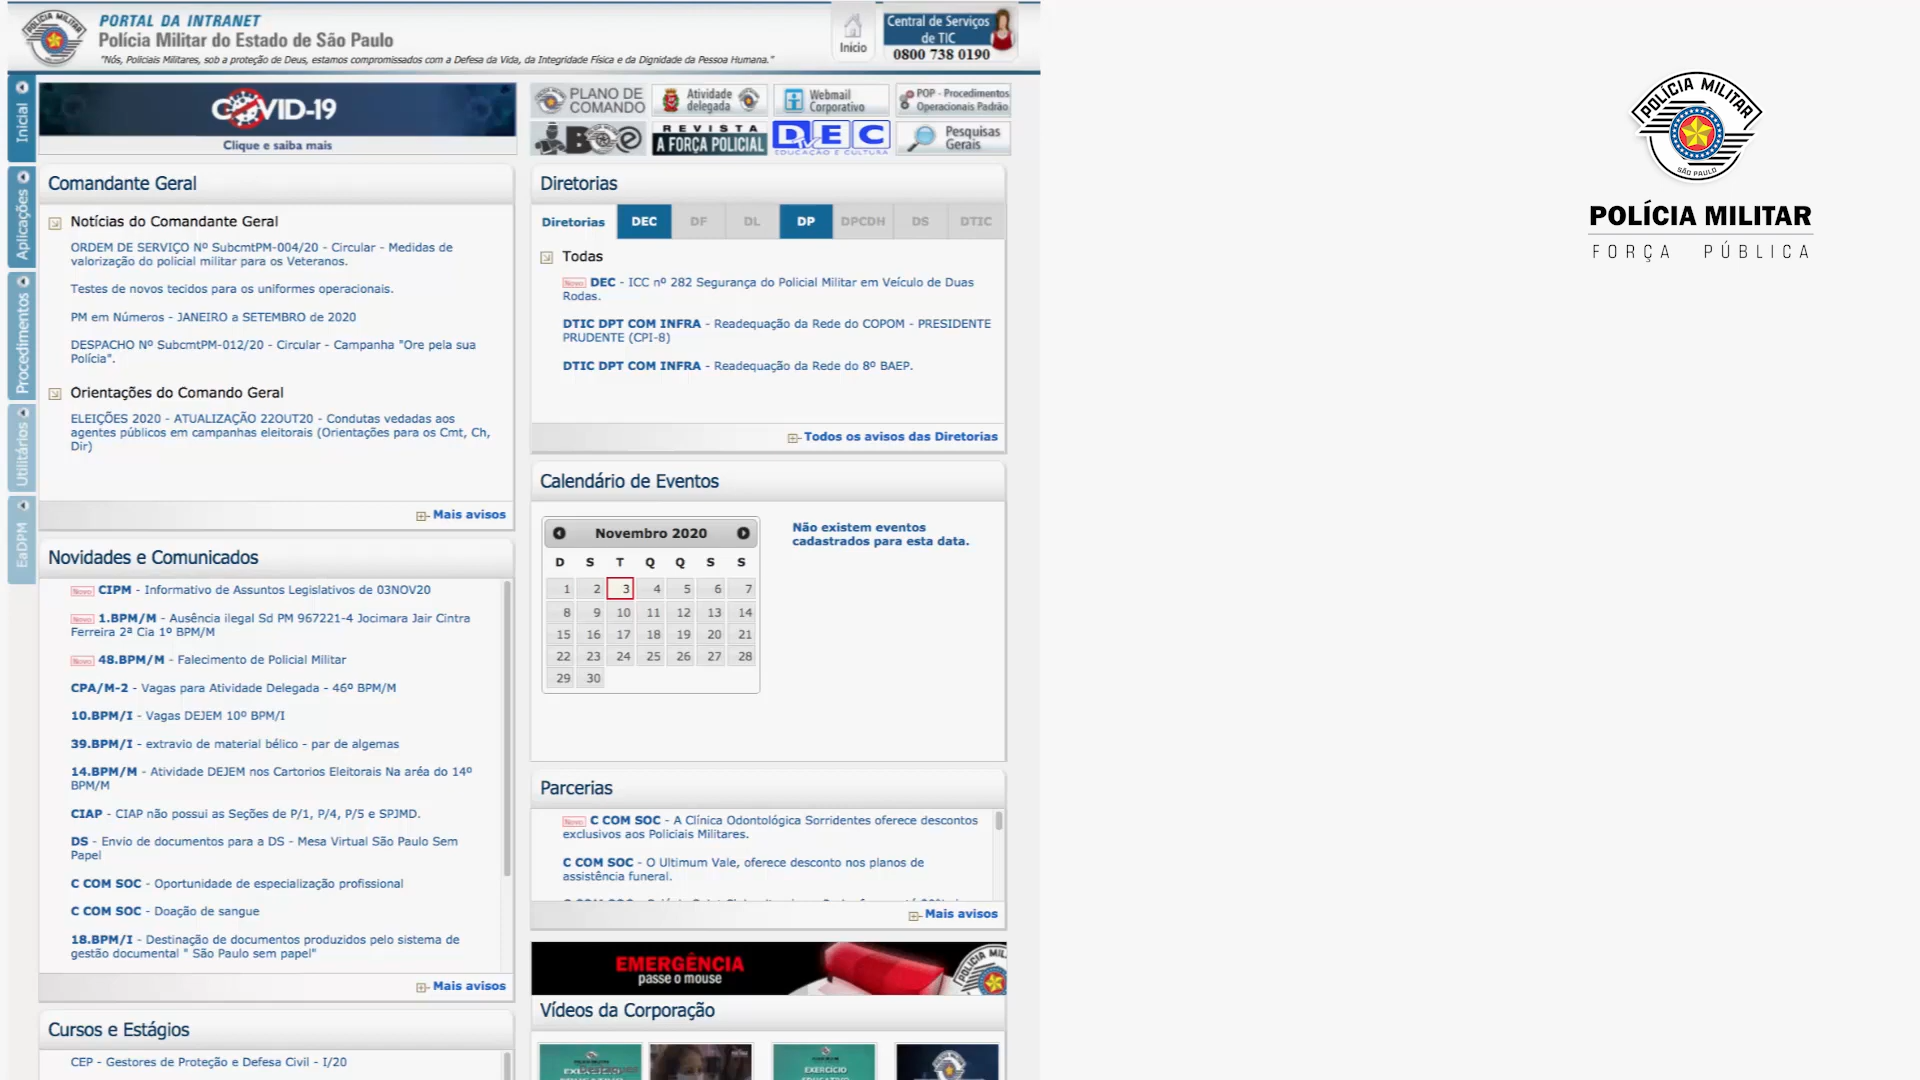 PORTAL DA INTRANET
Polícia Militar do Estado de São Paulo
"Nós, Policiais Militares, sob a proteção de Deus, estamos compromissados com a Defesa da Vida, da Integridade Física e da Dignidade da Pessoa Humana."
Início
Central de Serviços
de TIC
0800 738 0190
Inicial
Aplicações
Procedimentos
Utilitários
EaDPM
COVID-19
Clique e saiba mais
PLANO DE
COMANDO
Atividade
delegada
Webmail
Corporativo
POP - Procedimentos
Operacionais Padrão
REVISTA
A FORÇA POLICIAL
DEC
EDUCAÇÃO E CULTURA
Pesquisas
Gerais
Comandante Geral
Notícias do Comandante Geral
ORDEM DE SERVIÇO Nº SubcmtPM-004/20 - Circular - Medidas de
valorização do policial militar para os Veteranos.
Testes de novos tecidos para os uniformes operacionais.
PM em Números - JANEIRO a SETEMBRO de 2020
DESPACHO Nº SubcmtPM-012/20 - Circular - Campanha "Ore pela sua
Polícia".
Orientações do Comando Geral
ELEIÇÕES 2020 - ATUALIZAÇÃO 22OUT20 - Condutas vedadas aos
agentes públicos em campanhas eleitorais (Orientações para os Cmt, Ch,
Dir)
Mais avisos
Novidades e Comunicados
Novo CIPM - Informativo de Assuntos Legislativos de 03NOV20
Novo 1.BPM/M - Ausência ilegal Sd PM 967221-4 Jocimara Jair Cintra
Ferreira 2ª Cia 1º BPM/M
Novo 48.BPM/M - Falecimento de Policial Militar
CPA/M-2 - Vagas para Atividade Delegada - 46º BPM/M
10.BPM/I - Vagas DEJEM 10º BPM/I
39.BPM/I - extravio de material bélico - par de algemas
14.BPM/M - Atividade DEJEM nos Cartorios Eleitorais Na aréa do 14º
BPM/M
CIAP - CIAP não possui as Seções de P/1, P/4, P/5 e SPJMD.
DS - Envio de documentos para a DS - Mesa Virtual São Paulo Sem
Papel
C COM SOC - Oportunidade de especialização profissional
C COM SOC - Doação de sangue
18.BPM/I - Destinação de documentos produzidos pelo sistema de
gestão documental " São Paulo sem papel"
Mais avisos
Cursos e Estágios
CEP - Gestores de Proteção e Defesa Civil - I/20
Diretorias
Diretorias DEC DF DL DP DPCDH DS DTIC
Todas
Novo DEC - ICC nº 282 Segurança do Policial Militar em Veículo de Duas
Rodas.
DTIC DPT COM INFRA - Readequação da Rede do COPOM - PRESIDENTE
PRUDENTE (CPI-8)
DTIC DPT COM INFRA - Readequação da Rede do 8º BAEP.
Todos os avisos das Diretorias
Calendário de Eventos
Novembro 2020
D S T Q Q S S
1 2 3 4 5 6 7
8 9 10 11 12 13 14
15 16 17 18 19 20 21
22 23 24 25 26 27 28
29 30
Não existem eventos
cadastrados para esta data.
Parcerias
Novo C COM SOC - A Clínica Odontológica Sorridentes oferece descontos
exclusivos aos Policiais Militares.
C COM SOC - O Ultimum Vale, oferece desconto nos planos de
assistência funeral.
Mais avisos
EMERGÊNCIA
passe o mouse
POLÍCIA MIL
Vídeos da Corporação
EXERCÍCIO
POLÍCIA MILITAR
SÃO PAULO
POLÍCIA MILITAR
FORÇA PÚBLICA